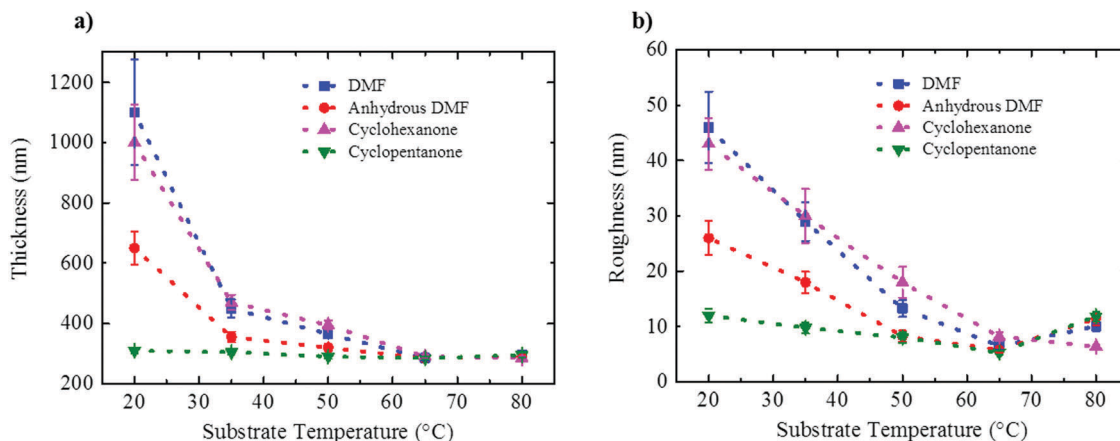 a)
1200
1000
800
600
400
200
Thickness (nm)
DMF
Anhydrous DMF
Cyclohexanone
Cyclopentanone
20 30 40 50 60 70 80
Substrate Temperature (°C)
b)
60
50
40
30
20
10
0
Roughness (nm)
DMF
Anhydrous DMF
Cyclohexanone
Cyclopentanone
20 30 40 50 60 70 80
Substrate Temperature (°C)